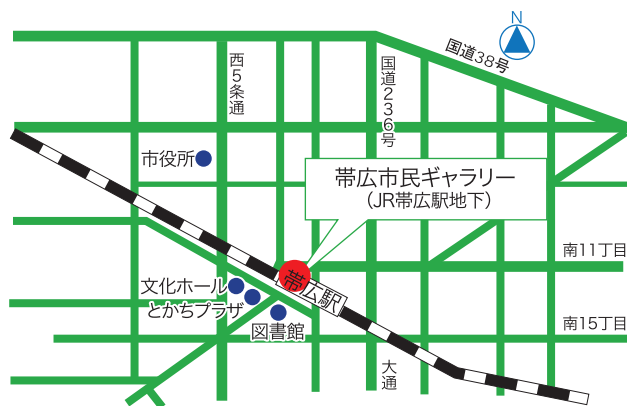 N
国道38号
西5条通
国道236号
市役所
帯広市民ギャラリー
（JR帯広駅地下）
南11丁目
帯広駅
文化ホール
とかちプラザ
図書館
南15丁目
大通